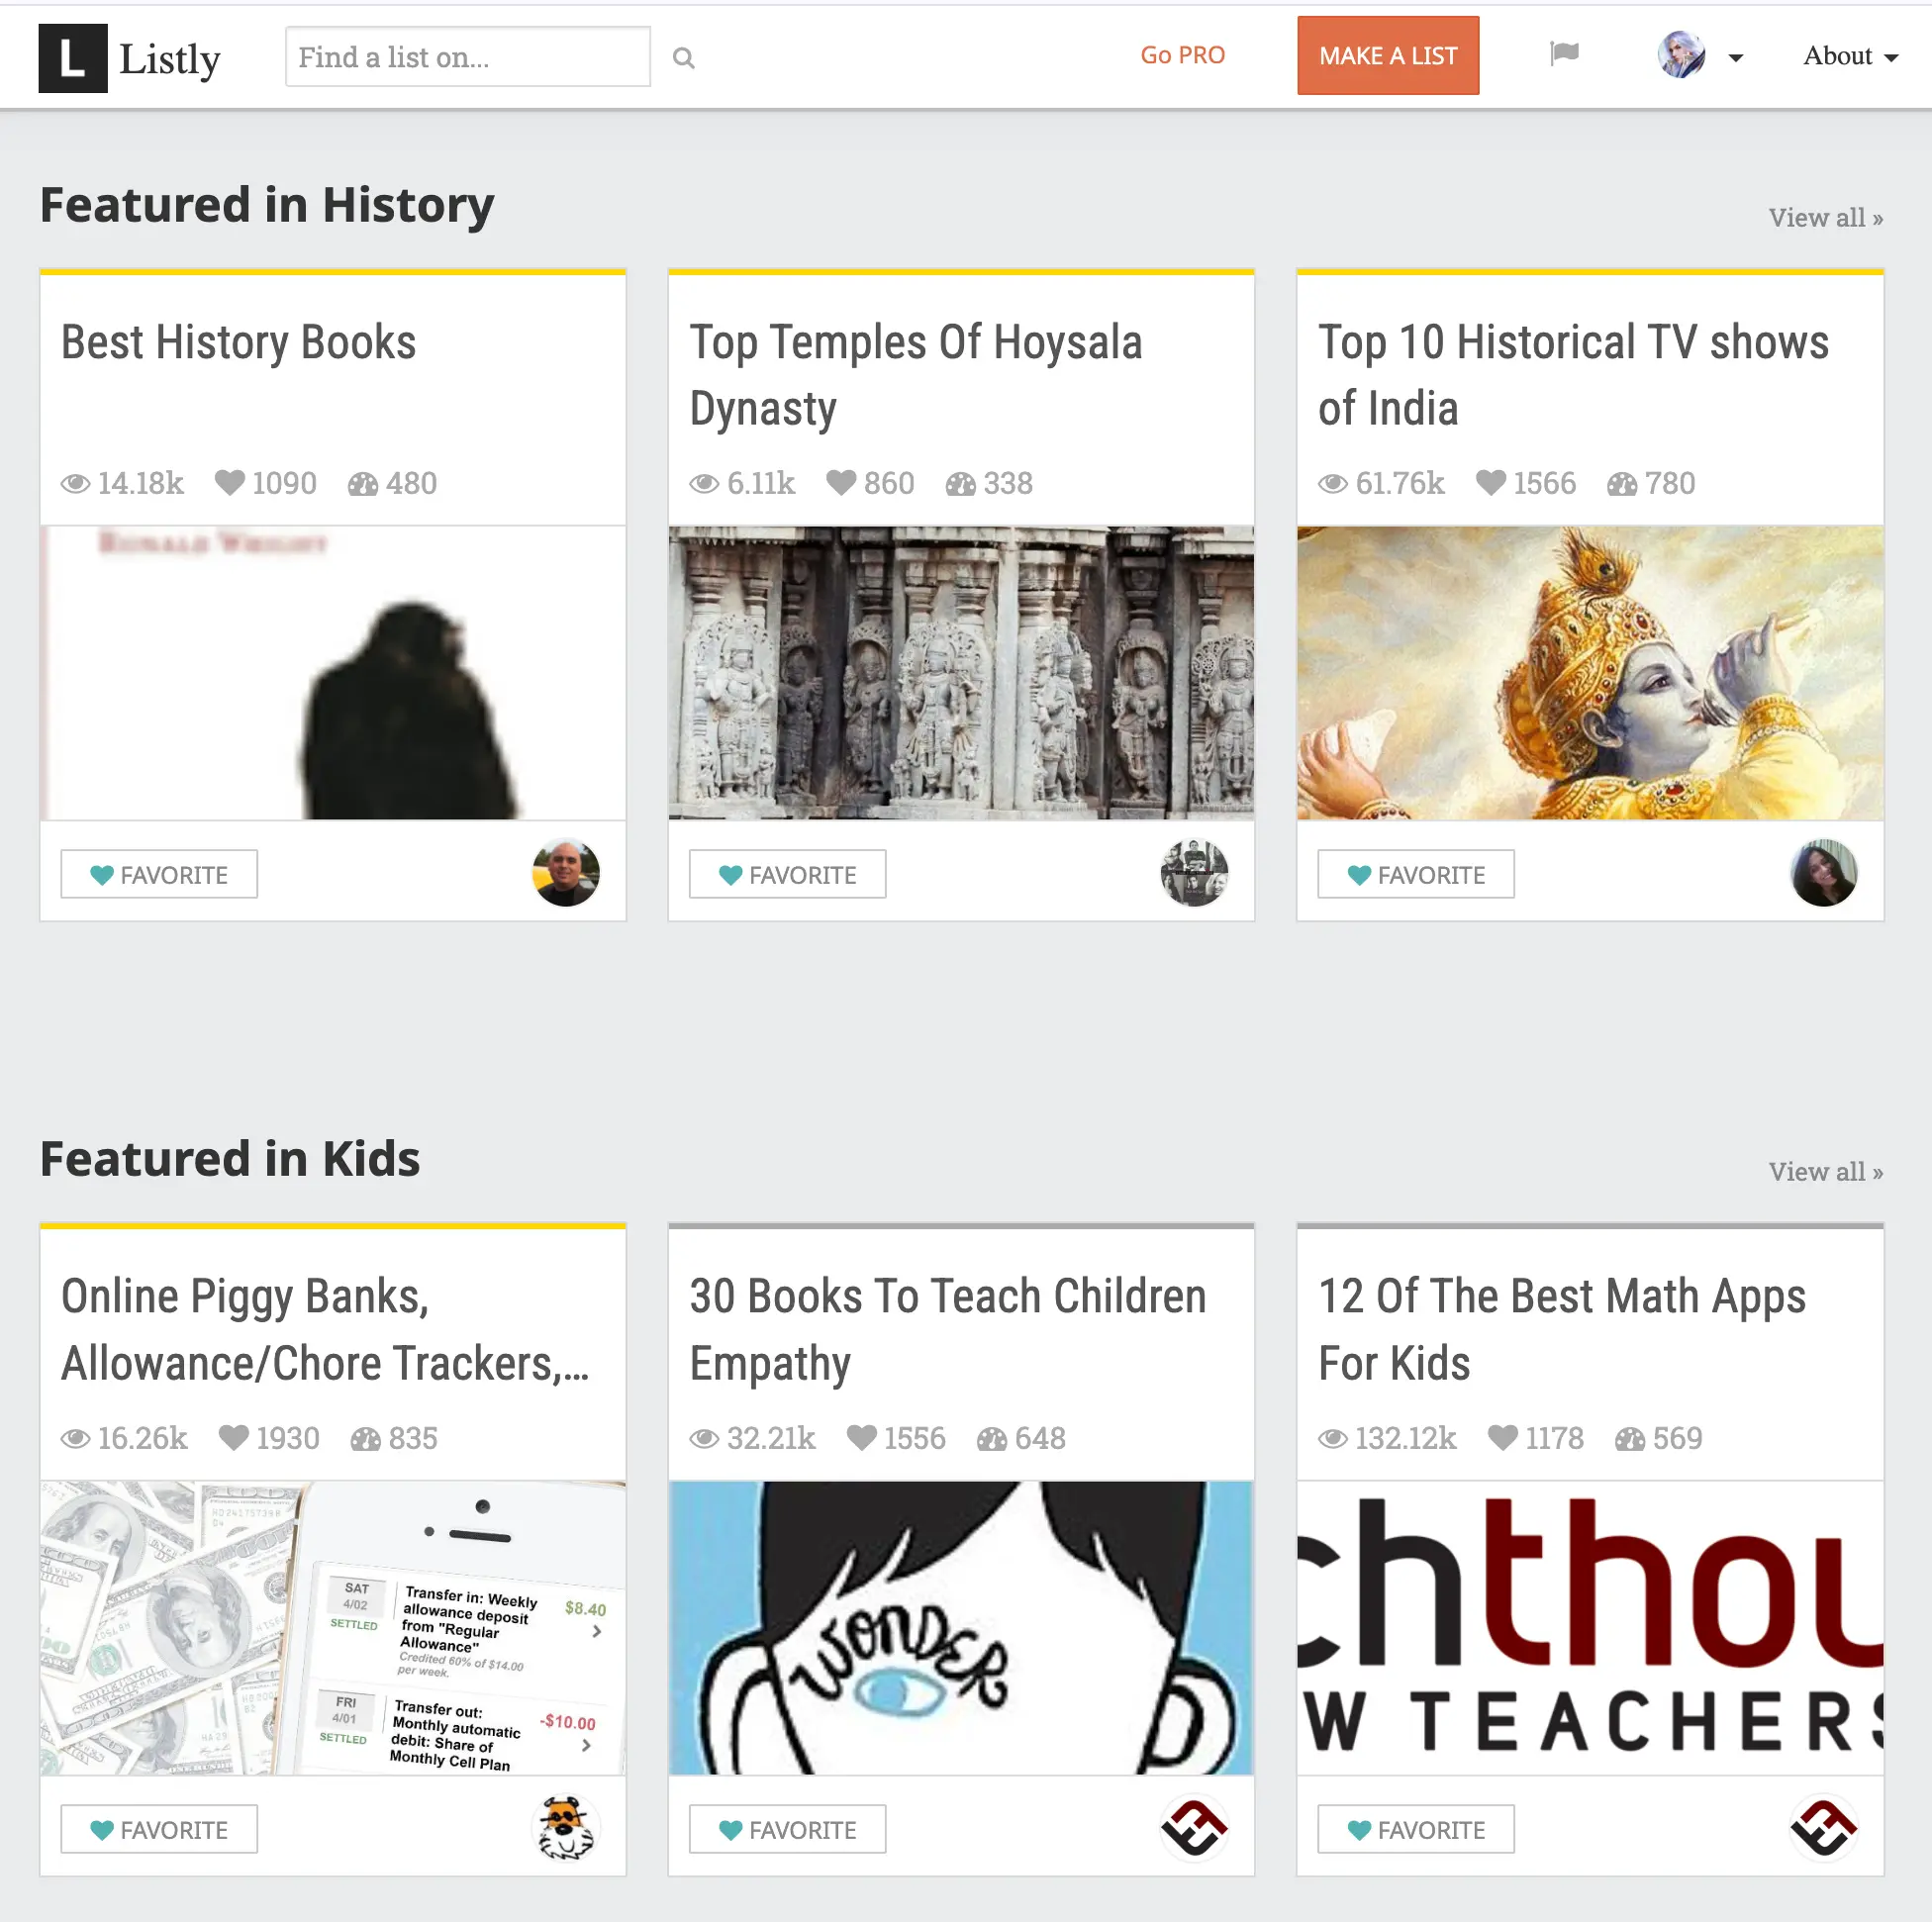 L Listly
Find a list on...
Go PRO
MAKE A LIST
About
Featured in History
View all »
Best History Books
14.18k 1090 480
RONALD WRIGHT
FAVORITE
Top Temples Of Hoysala
Dynasty
6.11k 860 338
FAVORITE
Top 10 Historical TV shows
of India
61.76k 1566 780
FAVORITE
Featured in Kids
View all »
Online Piggy Banks,
Allowance/Chore Trackers,...
16.26k 1930 835
SAT
4/02
SETTLED
Transfer in: Weekly
allowance deposit
from "Regular
Allowance"
Credited 60% of $14.00
per week.
$8.40
FRI
4/01
SETTLED
Transfer out:
Monthly automatic
debit: Share of
Monthly Cell Plan
-$10.00
FAVORITE
30 Books To Teach Children
Empathy
32.21k 1556 648
WONDER
FAVORITE
12 Of The Best Math Apps
For Kids
132.12k 1178 569
chthou
W TEACHERS
FAVORITE